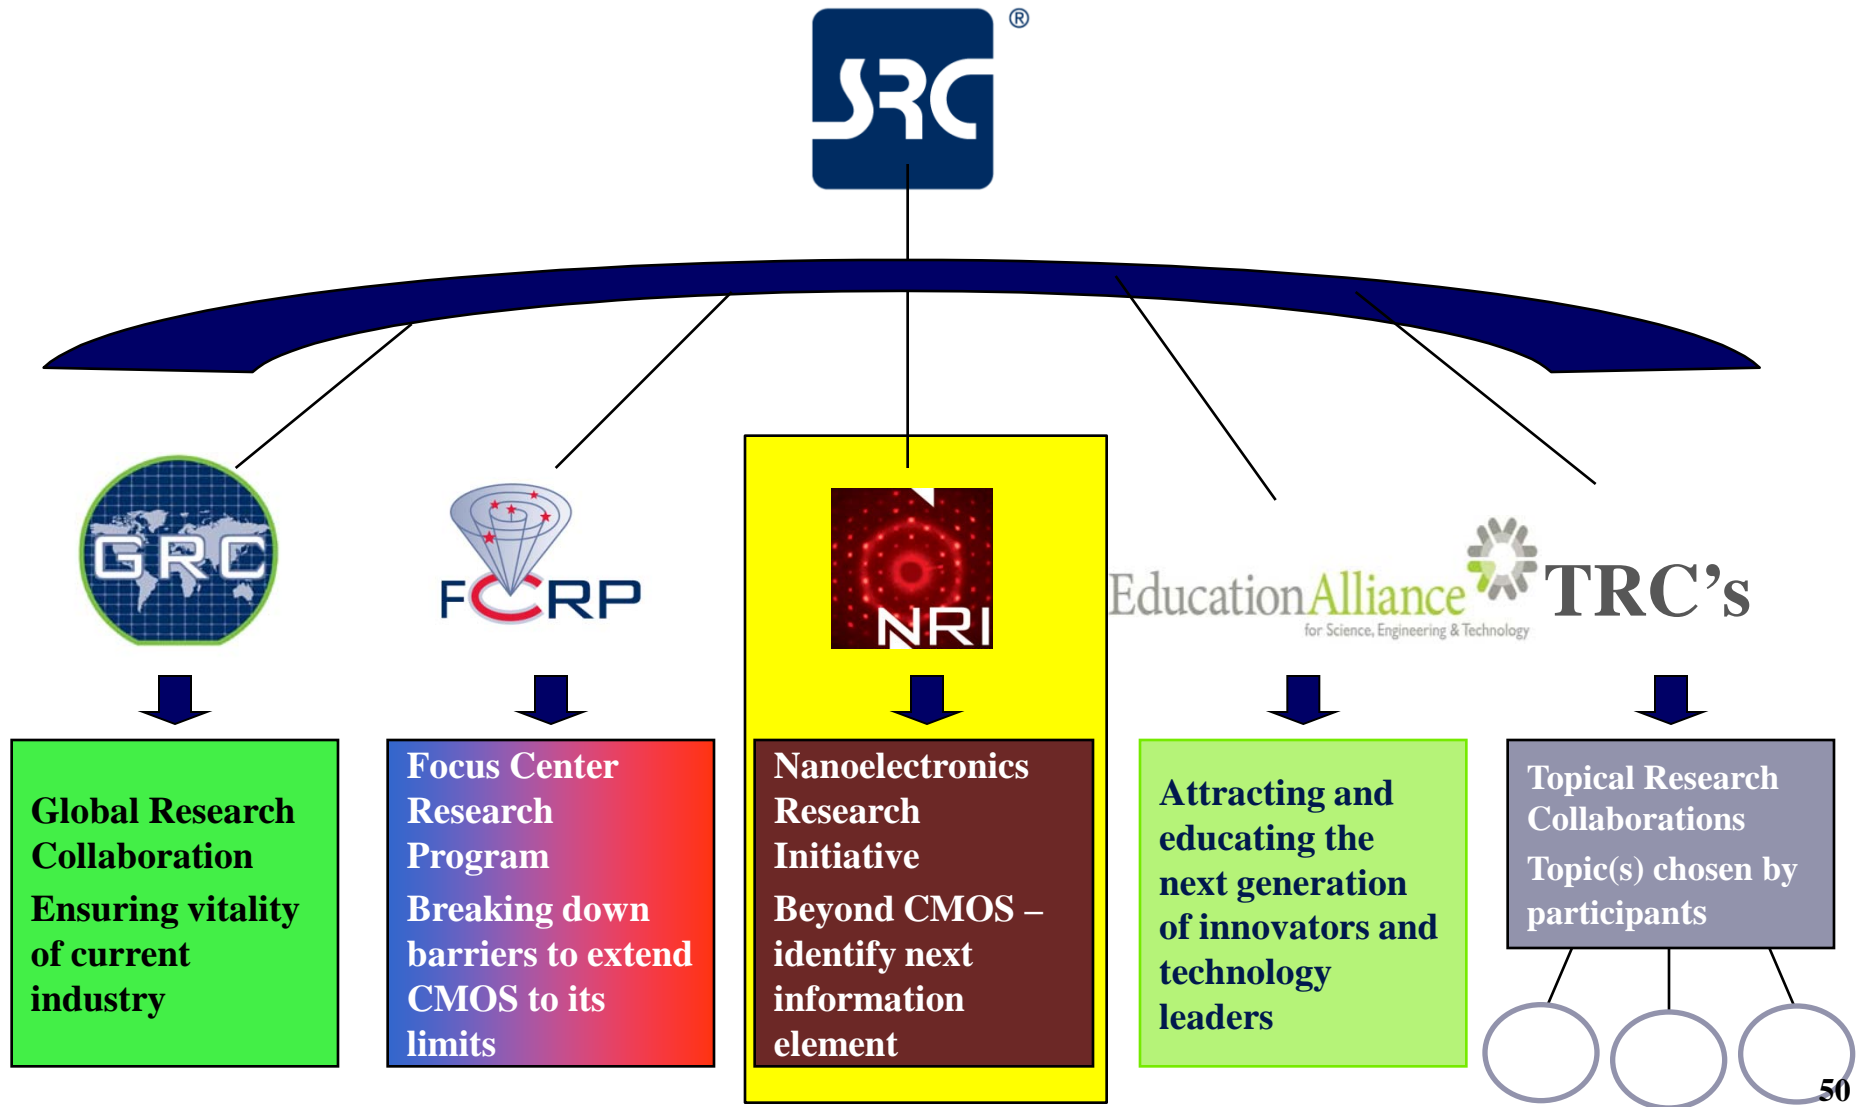 SRC®
GRC
FCRP
NRI
Education Alliance
for Science, Engineering & Technology
TRC's
Global Research
Collaboration
Ensuring vitality
of current
industry
Focus Center
Research
Program
Breaking down
barriers to extend
CMOS to its
limits
Nanoelectronics
Research
Initiative
Beyond CMOS –
identify next
information
element
Attracting and
educating the
next generation
of innovators and
technology
leaders
Topical Research
Collaborations
Topic(s) chosen by
participants
50